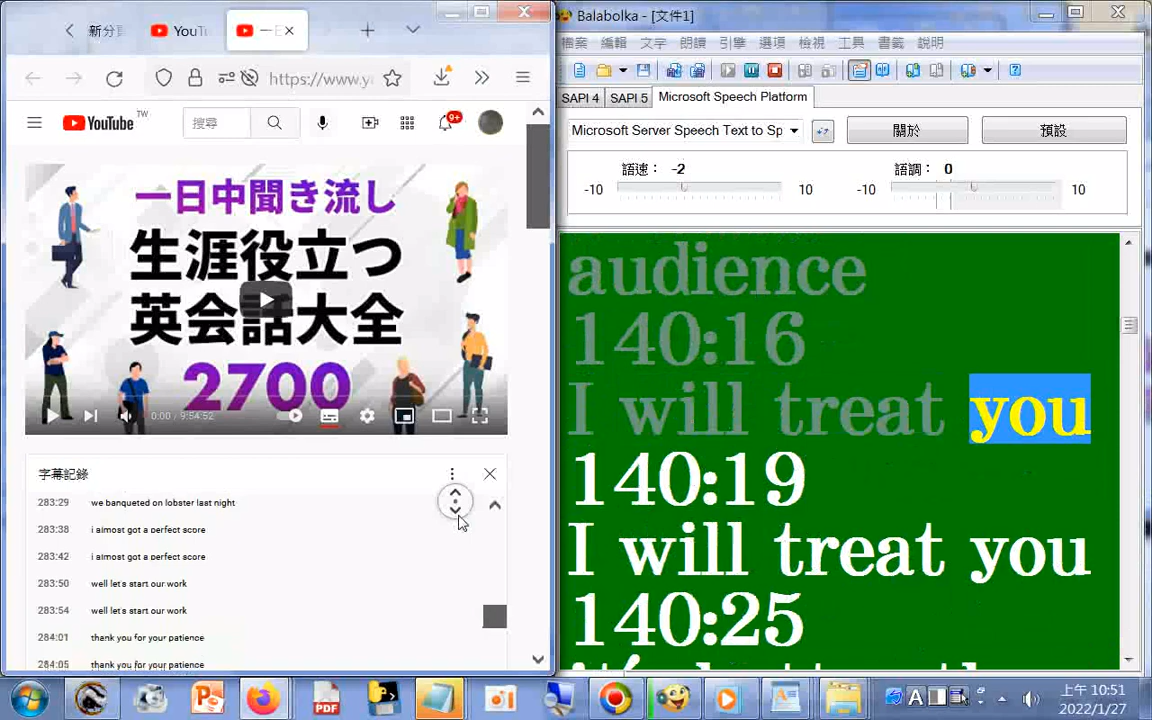 新分
YouTu
一 E
https://www.y
YouTube TW
搜尋
9+
一日中聞き流し
生涯役立つ
英会話大全
2700
0:00 / 9:54:52
字幕記錄
283:29 we banqueted on lobster last night
283:38 i almost got a perfect score
283:42 i almost got a perfect score
283:50 well let's start our work
283:54 well let's start our work
284:01 thank you for your patience
284:05 thank you for your patience
Balabolka - [文件1]
檔案 編輯 文字 朗讀 引擎 選項 檢視 工具 書籤 說明
SAPI 4 SAPI 5 Microsoft Speech Platform
Microsoft Server Speech Text to Sp 關於 預設
語速: -2 語調: 0
-10 10 -10 10
audience
140:16
I will treat you
140:19
I will treat you
140:25
PDF
A
上午 10:51
2022/1/27